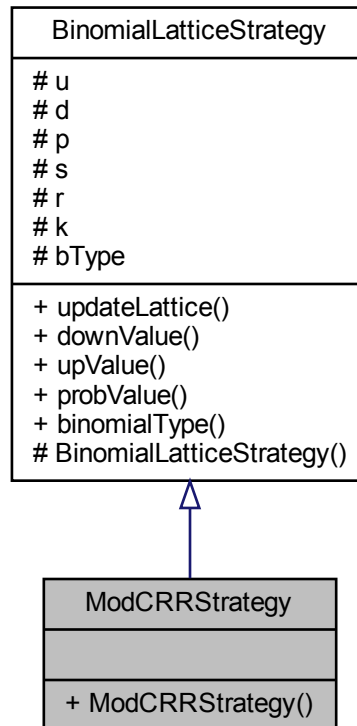 BinomialLatticeStrategy
# u
# d
# p
# s
# r
# k
# bType
+ updateLattice()
+ downValue()
+ upValue()
+ probValue()
+ binomialType()
# BinomialLatticeStrategy()
ModCRRStrategy
+ ModCRRStrategy()